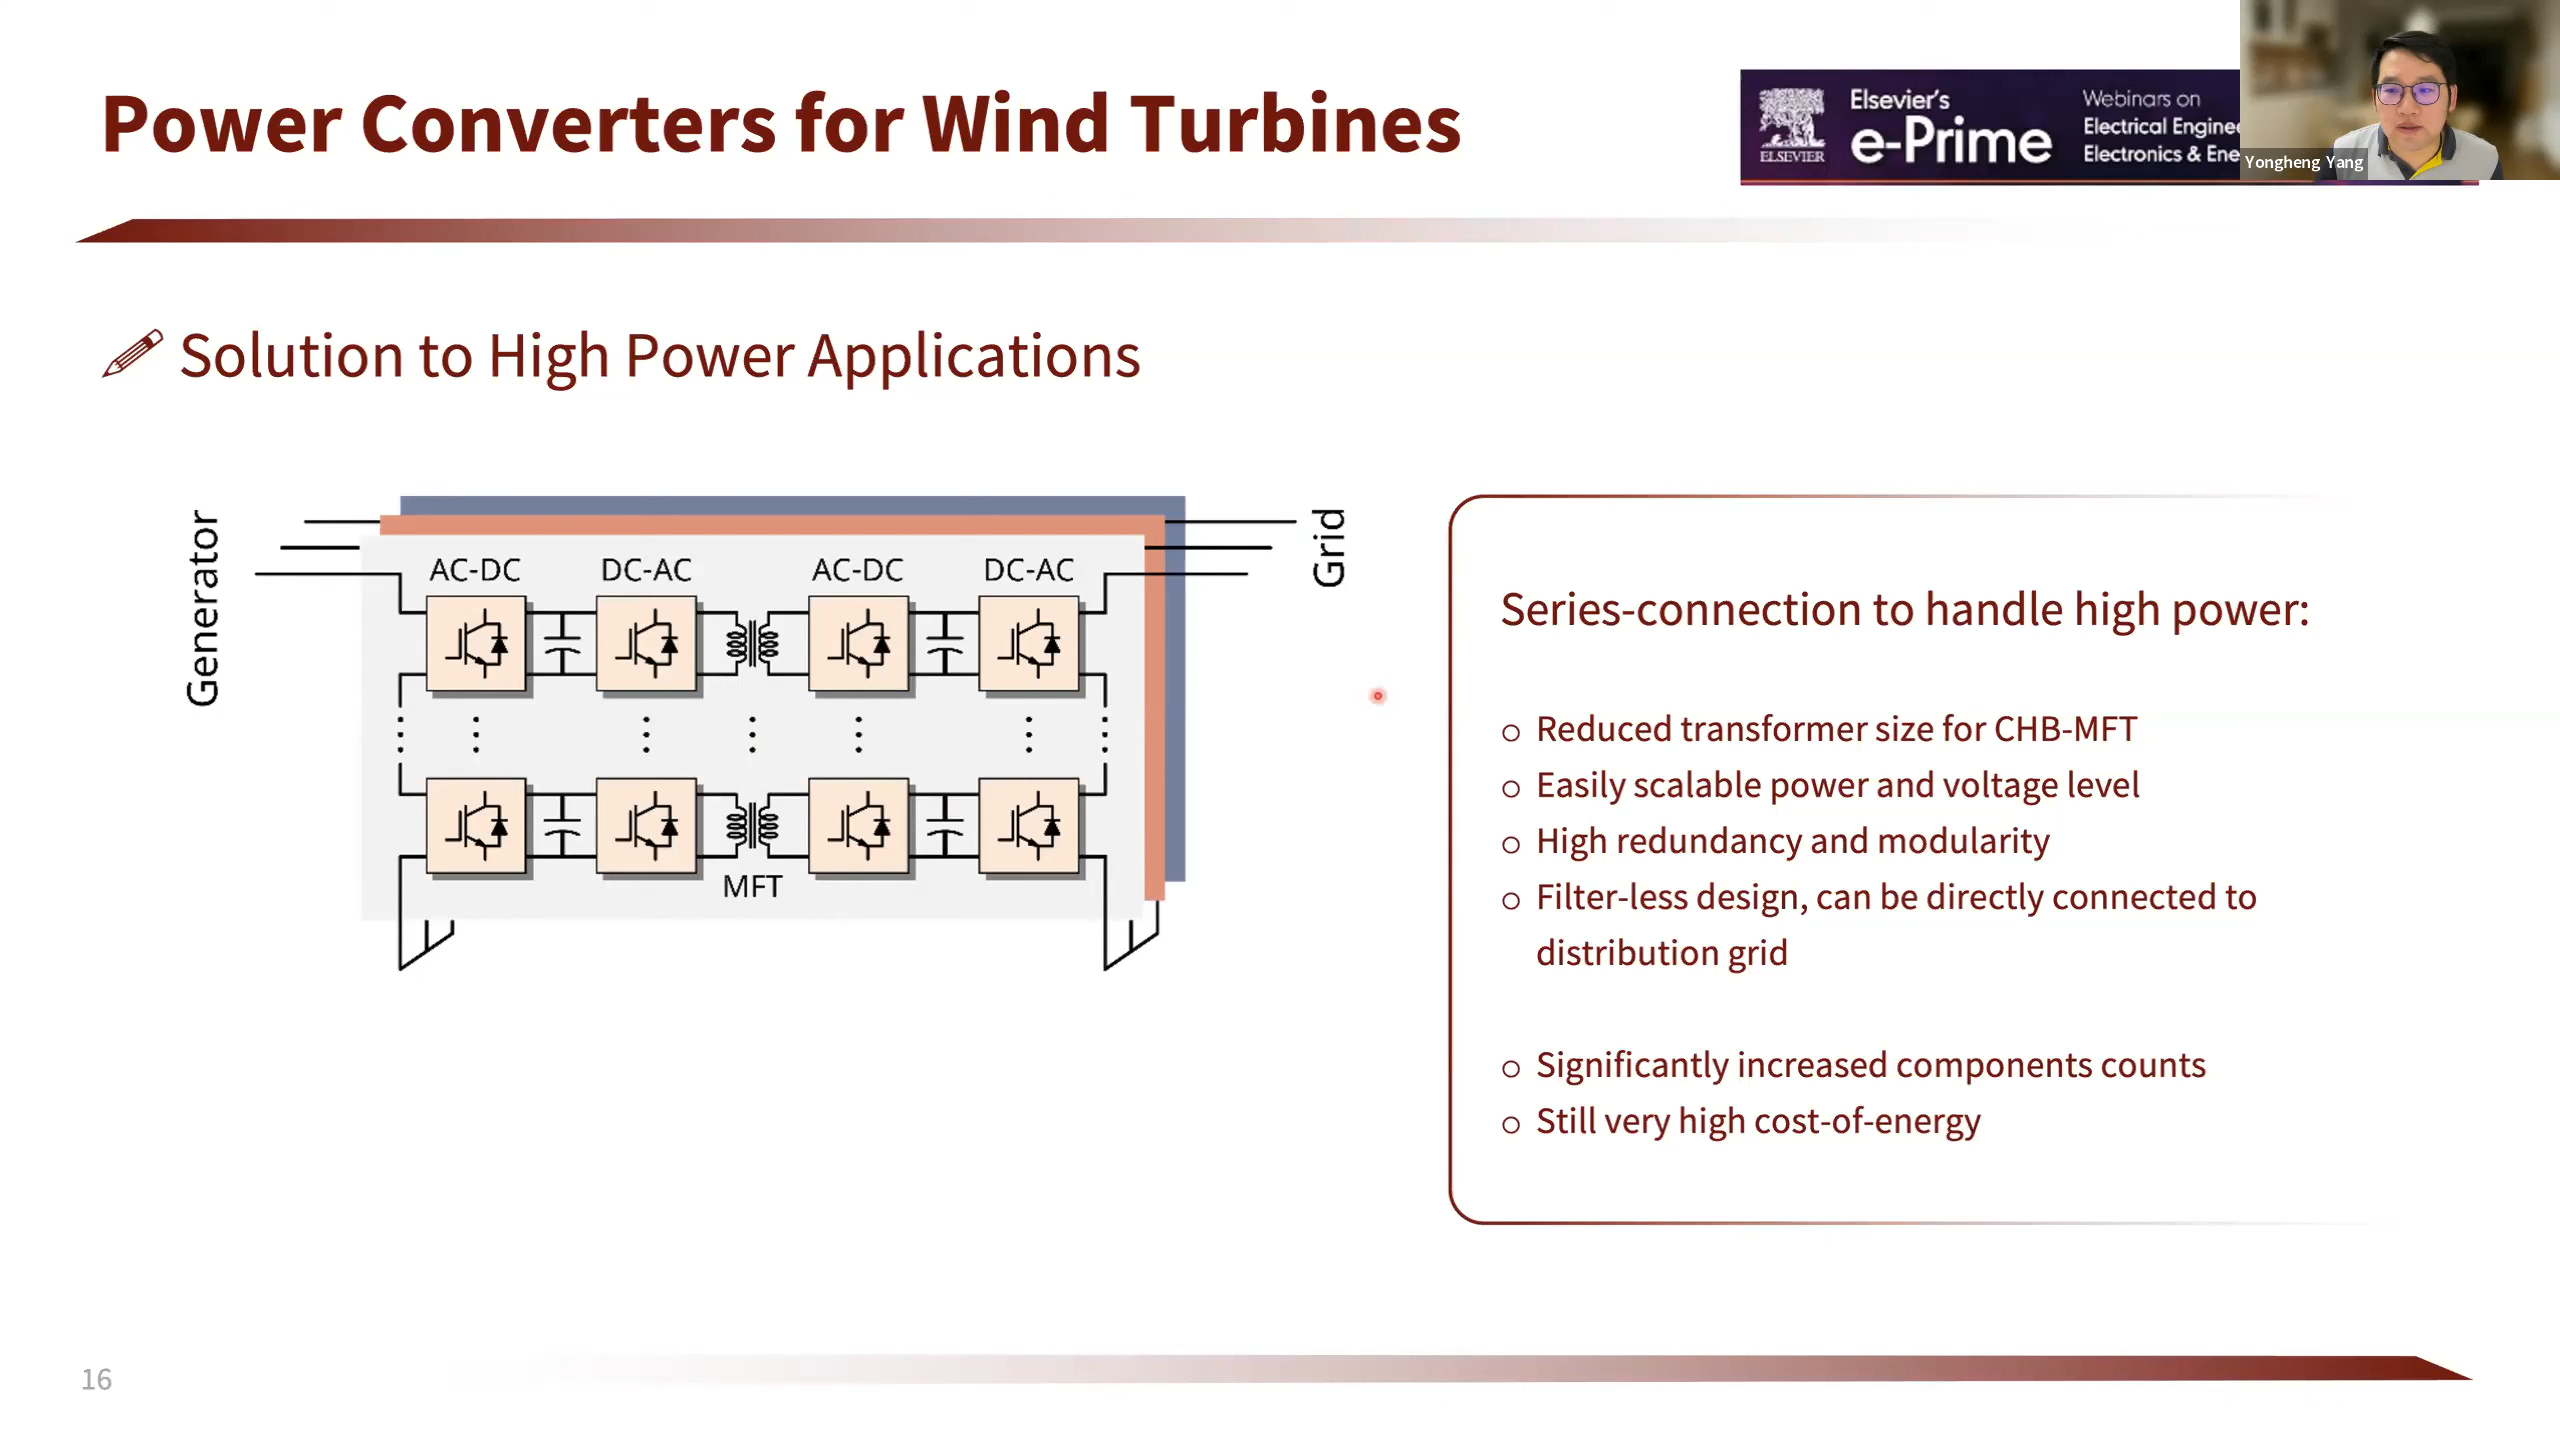 Power Converters for Wind Turbines
ELSEVIER
Elsevier's
e-Prime
Webinars on
Electrical
Electronics &
Yongheng Yang
Solution to High Power Applications
Generator
Grid
AC-DC DC-AC AC-DC DC-AC
MFT
Series-connection to handle high power:
Reduced transformer size for CHB-MFT
Easily scalable power and voltage level
High redundancy and modularity
Filter-less design, can be directly connected to
distribution grid
Significantly increased components counts
Still very high cost-of-energy
16